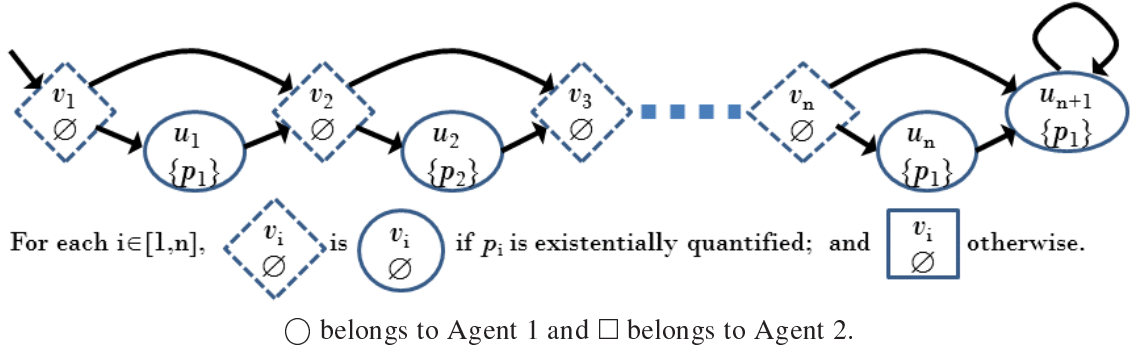 v₁ v₂ v₃ vₙ uₙ₊₁
∅ ∅ ∅ ∅ {p₁}
u₁ u₂ uₙ
{p₁} {p₂} {p₁}
For each i∈[1,n], vᵢ ∅ is vᵢ ∅ if pᵢ is existentially quantified; and vᵢ ∅ otherwise.
○ belongs to Agent 1 and □ belongs to Agent 2.